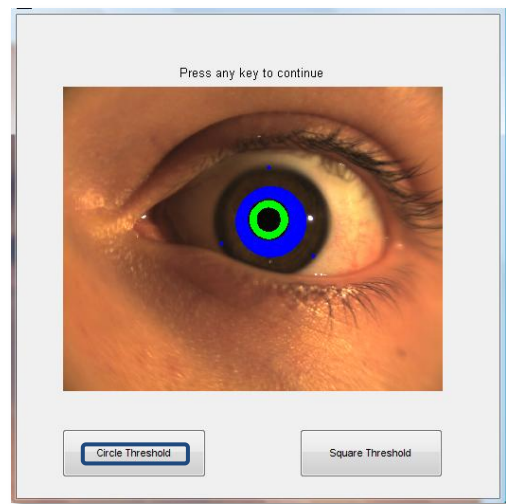 Press any key to continue
Circle Threshold
Square Threshold